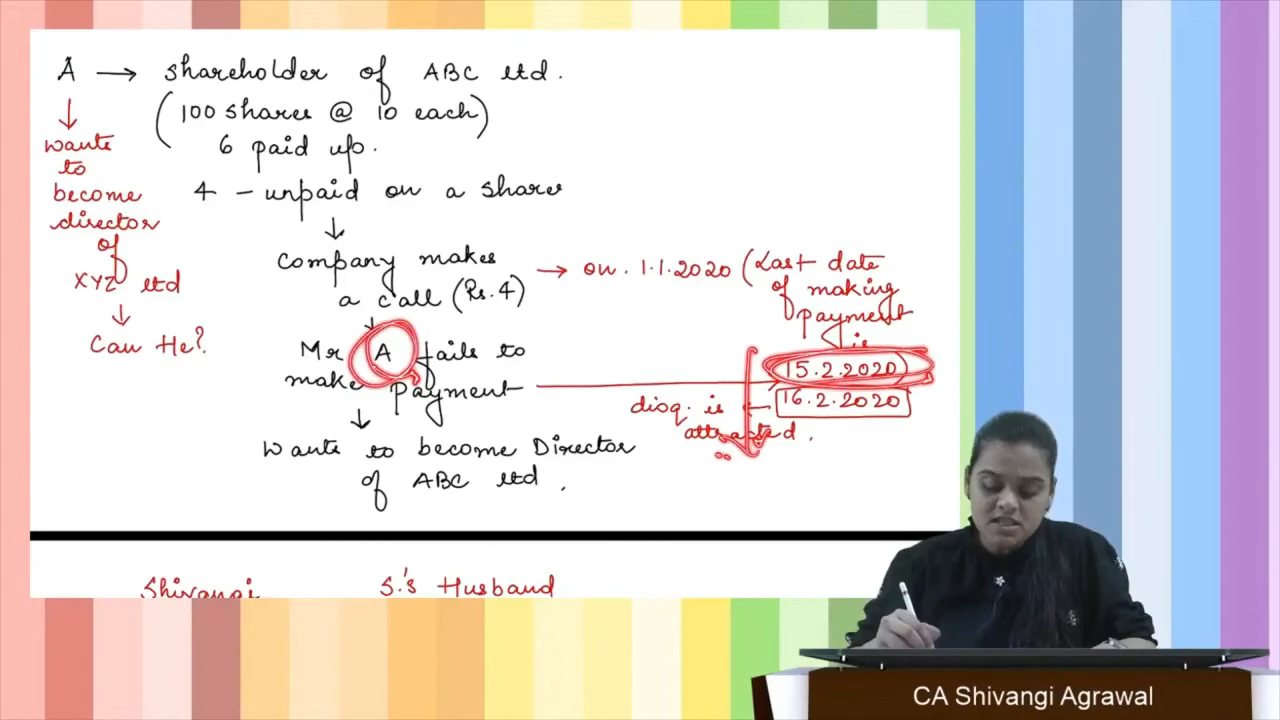 A → shareholder of ABC ltd.
(100 shares @ 10 each)
6 paid up.
4 - unpaid on a share
Company makes
a call (Rs. 4)
→ on. 1.1.2020 (Last date
of making
payment
is
15.2.2020)
16.2.2020
Mr A fails to
make payment
disq. is
attracted.
Wants to become Director
of ABC ltd.
wants
to
become
director
of
XYZ ltd
Can He?
Shivangi
S.'s Husband
CA Shivangi Agrawal